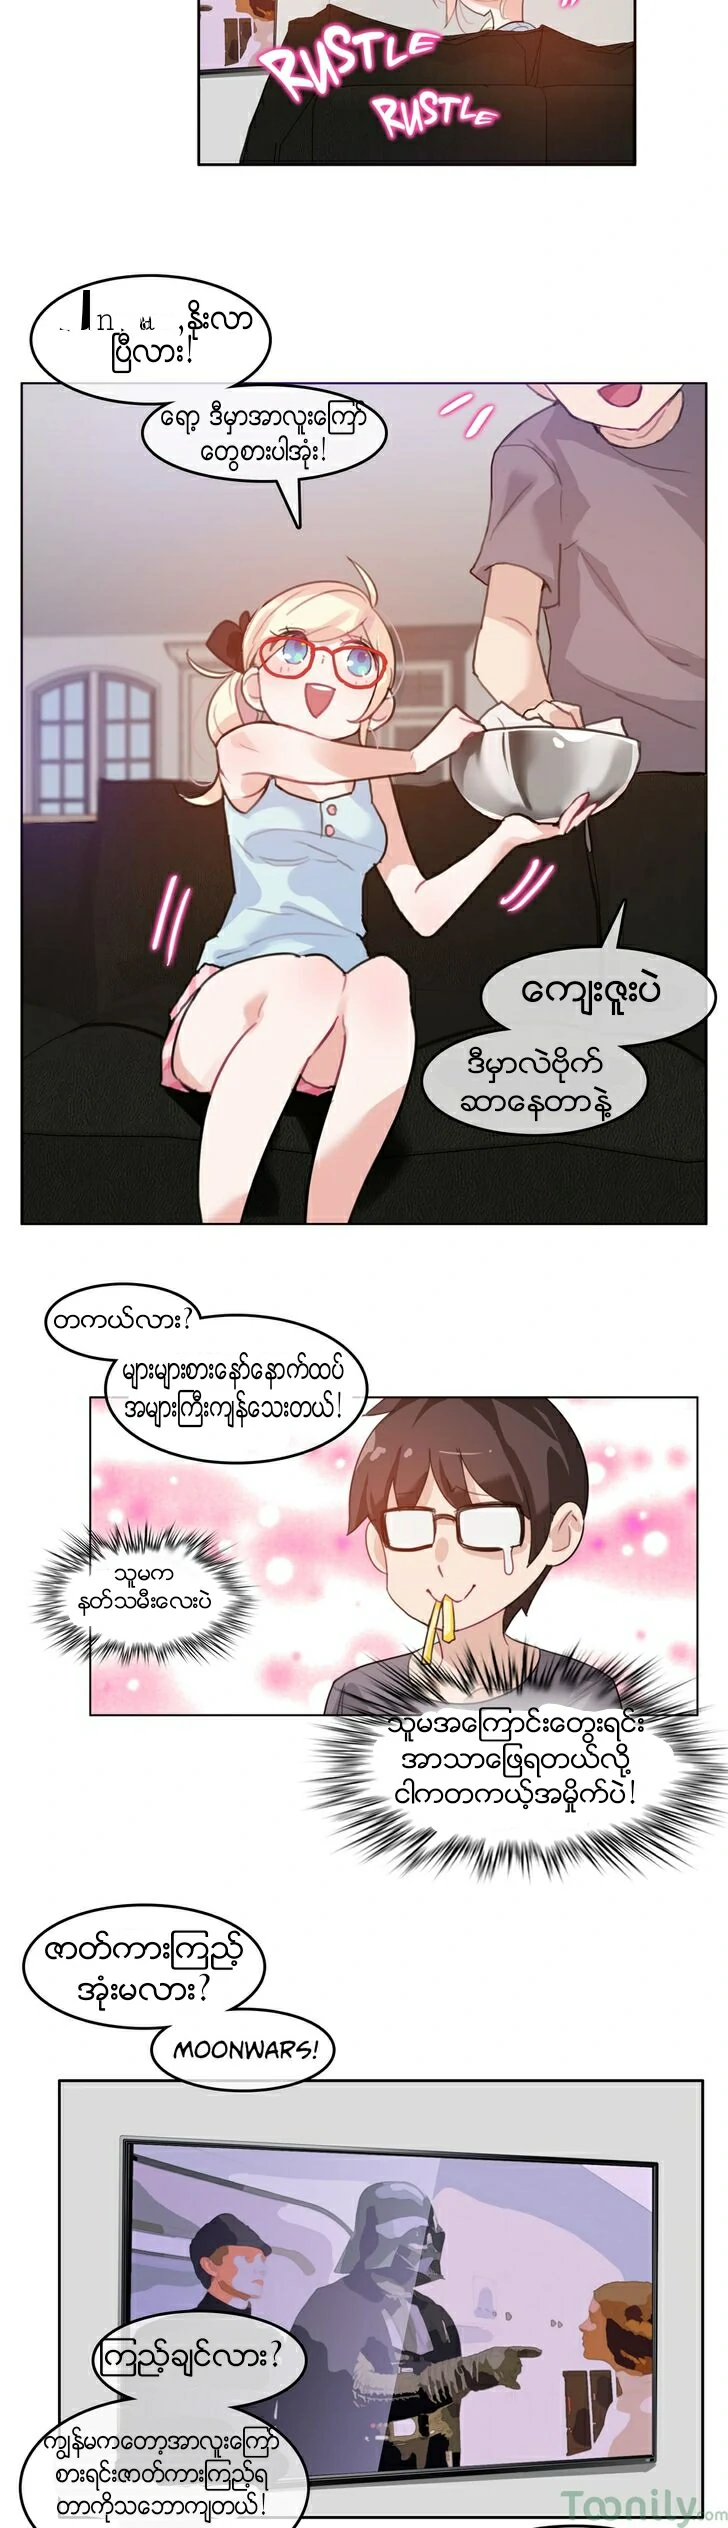 RUSTLE
RUSTLE
,နိုးလာ
ပြီလား!
ရော့ ဒီမှာအာလူးကြော်
တွေစားပါအုံး!
ကျေးဇူးပဲ
ဒီမှာလဲဗိုက်
ဆာနေတာနဲ့
တကယ်လား?
များများစားနော်နောက်ထပ်
အများကြီးကျန်သေးတယ်!
သူမက
နတ်သမီးလေးပဲ
သူမအကြောင်းတွေးရင်း
အာသာဖြေရတယ်လို့
ငါကတကယ့်အမှိုက်ပဲ!
ဇာတ်ကားကြည့်
အုံးမလား?
MOONWARS!
ကြည့်ချင်လား?
ကျွန်မကတော့အာလူးကြော်
စားရင်းဇာတ်ကားကြည့်ရ
တာကိုသဘောကျတယ်!
Toonily.com